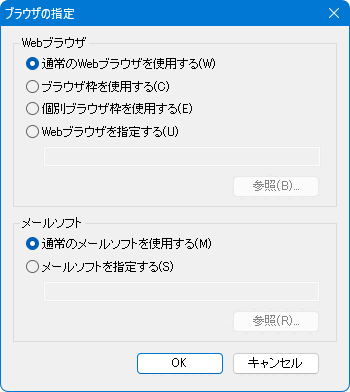 ブラウザの指定
Webブラウザ
通常のWebブラウザを使用する(W)
ブラウザ枠を使用する(C)
個別ブラウザ枠を使用する(E)
Webブラウザを指定する(U)
参照(B)...
メールソフト
通常のメールソフトを使用する(M)
メールソフトを指定する(S)
参照(R)...
OK
キャンセル